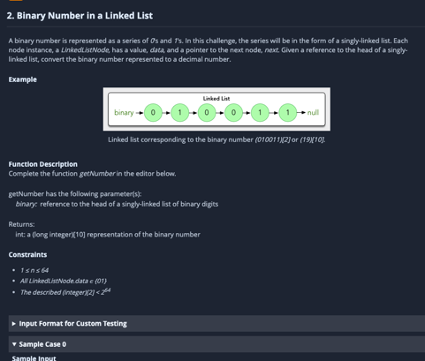 2. Binary Number in a Linked List
A binary number is represented as a series of 0's and 1's. In this challenge, the series will be in the form of a singly-linked list. Each
node instance, a LinkedListNode, has a value, data, and a pointer to the next node, next. Given a reference to the head of a singly-
linked list, convert the binary number represented to a decimal number.
Example
Linked List
binary 0 1 0 0 1 1 null
Linked list corresponding to the binary number (010011)[2] or (19)[10].
Function Description
Complete the function getNumber in the editor below.
getNumber has the following parameter(s):
binary: reference to the head of a singly-linked list of binary digits
Returns:
int: a (long integer)[10] representation of the binary number
Constraints
• 1 ≤ n ≤ 64
• All LinkedListNode.data ∈ {01}
• The described (integer)[2] < 2^64
▶ Input Format for Custom Testing
▼ Sample Case 0
Sample Input